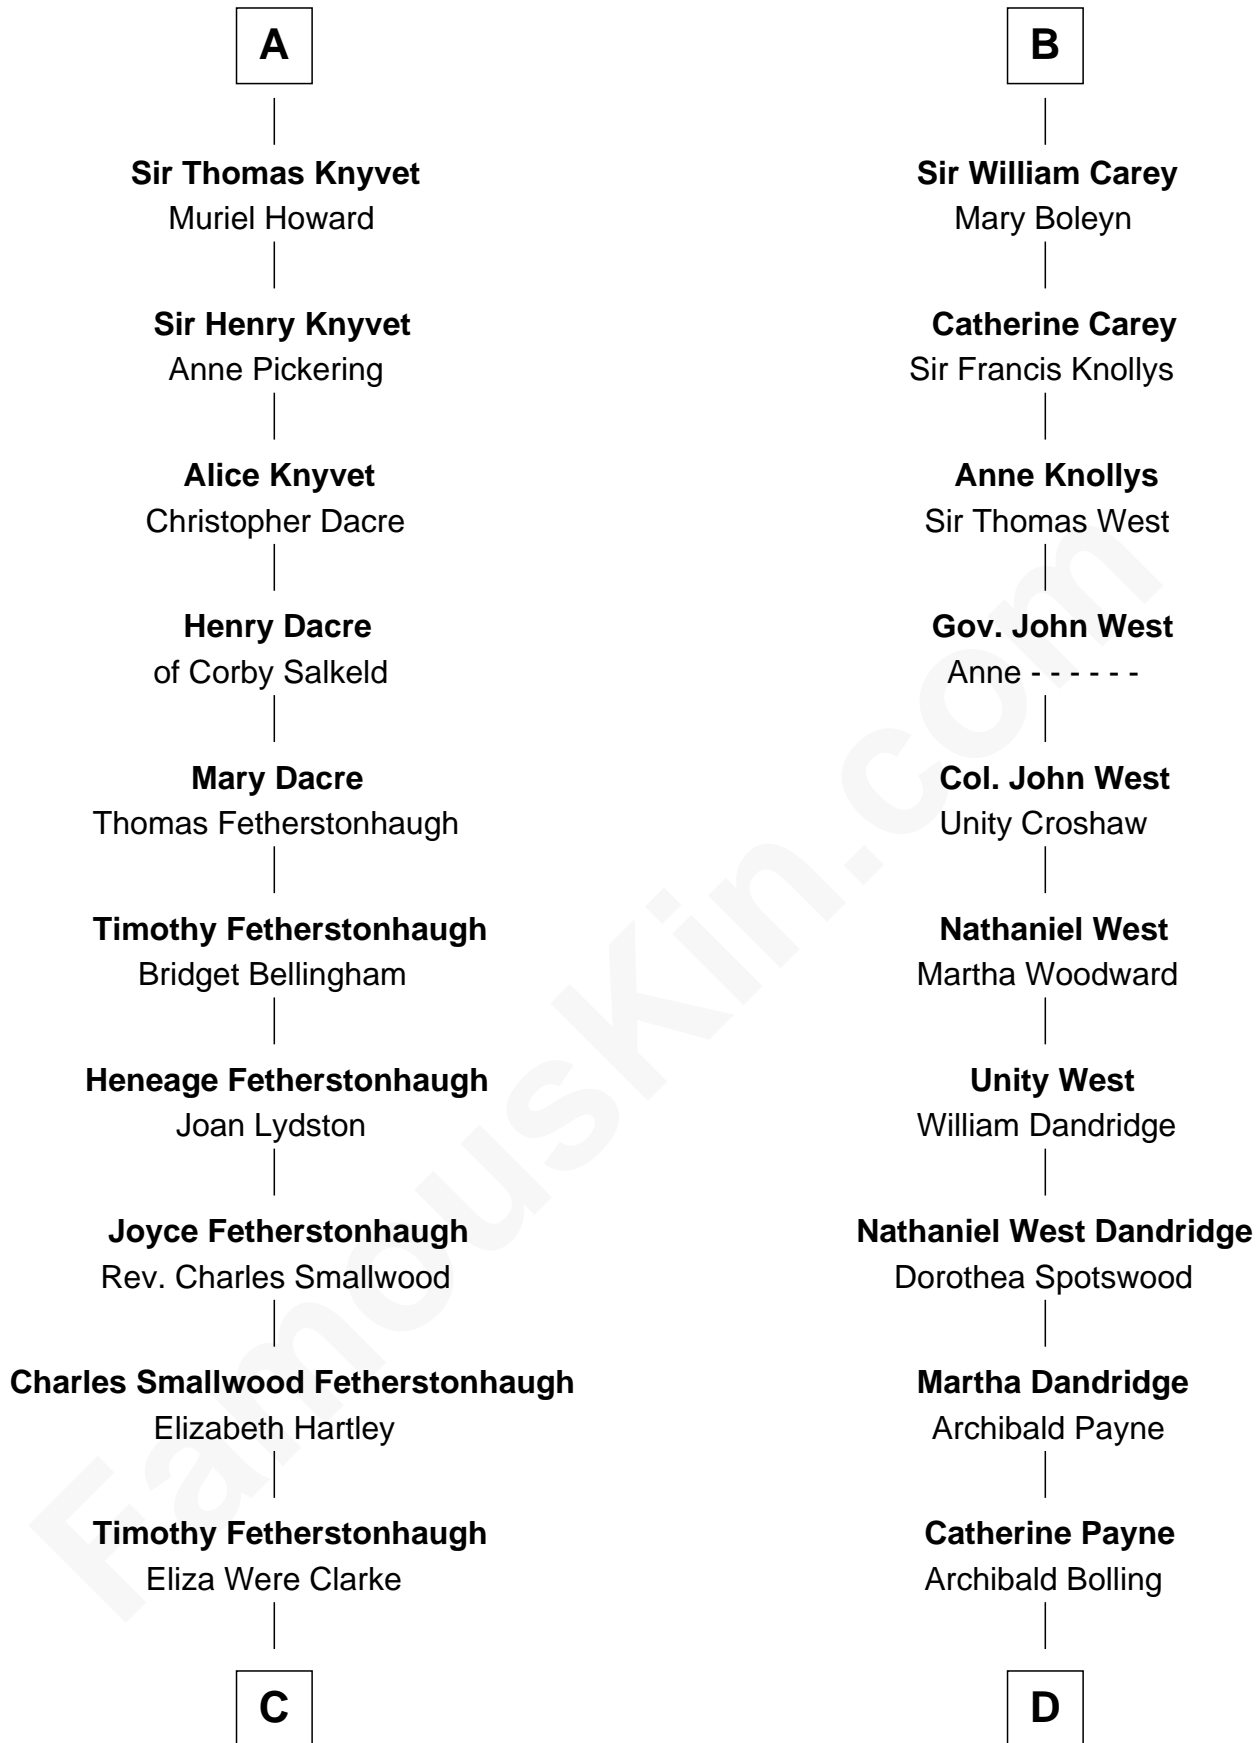 A
Sir Thomas Knyvet
Muriel Howard
Sir Henry Knyvet
Anne Pickering
Alice Knyvet
Christopher Dacre
Henry Dacre
of Corby Salkeld
Mary Dacre
Thomas Fetherstonhaugh
Timothy Fetherstonhaugh
Bridget Bellingham
Heneage Fetherstonhaugh
Joan Lydston
Joyce Fetherstonhaugh
Rev. Charles Smallwood
Charles Smallwood Fetherstonhaugh
Elizabeth Hartley
Timothy Fetherstonhaugh
Eliza Were Clarke
C
B
Sir William Carey
Mary Boleyn
Catherine Carey
Sir Francis Knollys
Anne Knollys
Sir Thomas West
Gov. John West
Anne - - - - - -
Col. John West
Unity Croshaw
Nathaniel West
Martha Woodward
Unity West
William Dandridge
Nathaniel West Dandridge
Dorothea Spotswood
Martha Dandridge
Archibald Payne
Catherine Payne
Archibald Bolling
D
FamousKin.com